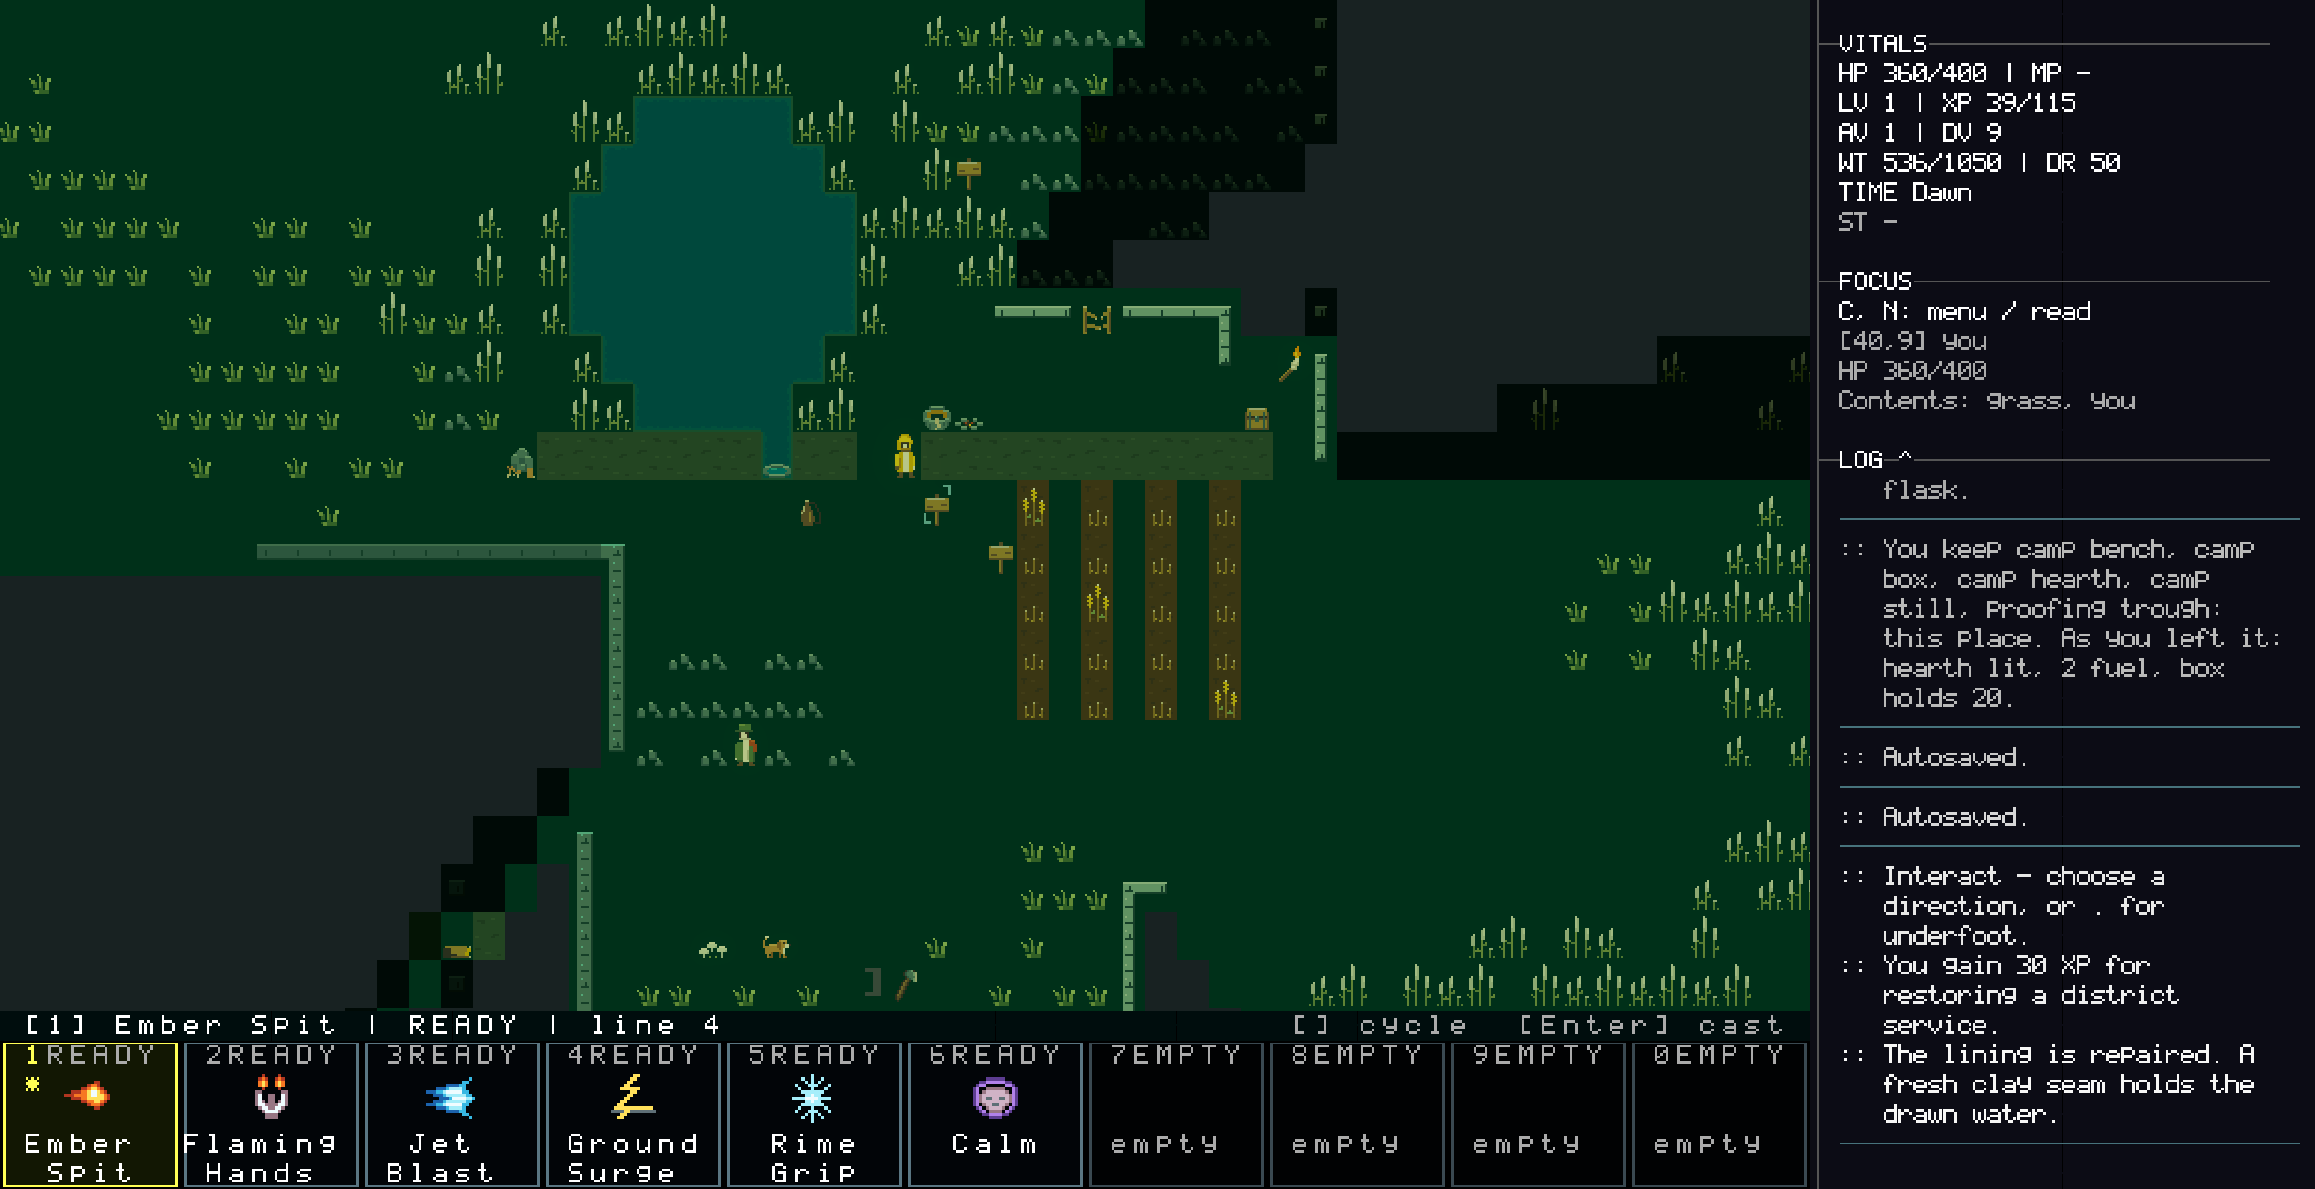 VITALS
HP 360/400 | MP -
LV 1 | XP 39/115
AV 1 | DV 9
WT 536/1050 | DR 50
TIME Dawn
ST -
FOCUS
C, N: menu / read
[40,9] you
HP 360/400
Contents: grass, you
LOG ^
flask.
:: You keep camp bench, camp
box, camp hearth, camp
still, proofing trough:
this place. As you left it:
hearth lit, 2 fuel, box
holds 20.
:: Autosaved.
:: Autosaved.
:: Interact - choose a
direction, or . for
underfoot.
:: You gain 30 XP for
restoring a district
service.
:: The lining is repaired. A
fresh clay seam holds the
drawn water.
[1] Ember Spit | READY | line 4
[] cycle [Enter] cast
1READY 2READY 3READY 4READY 5READY 6READY 7EMPTY 8EMPTY 9EMPTY 0EMPTY
Ember Flaming Jet Ground Rime Calm empty empty empty empty
Spit Hands Blast Surge Grip